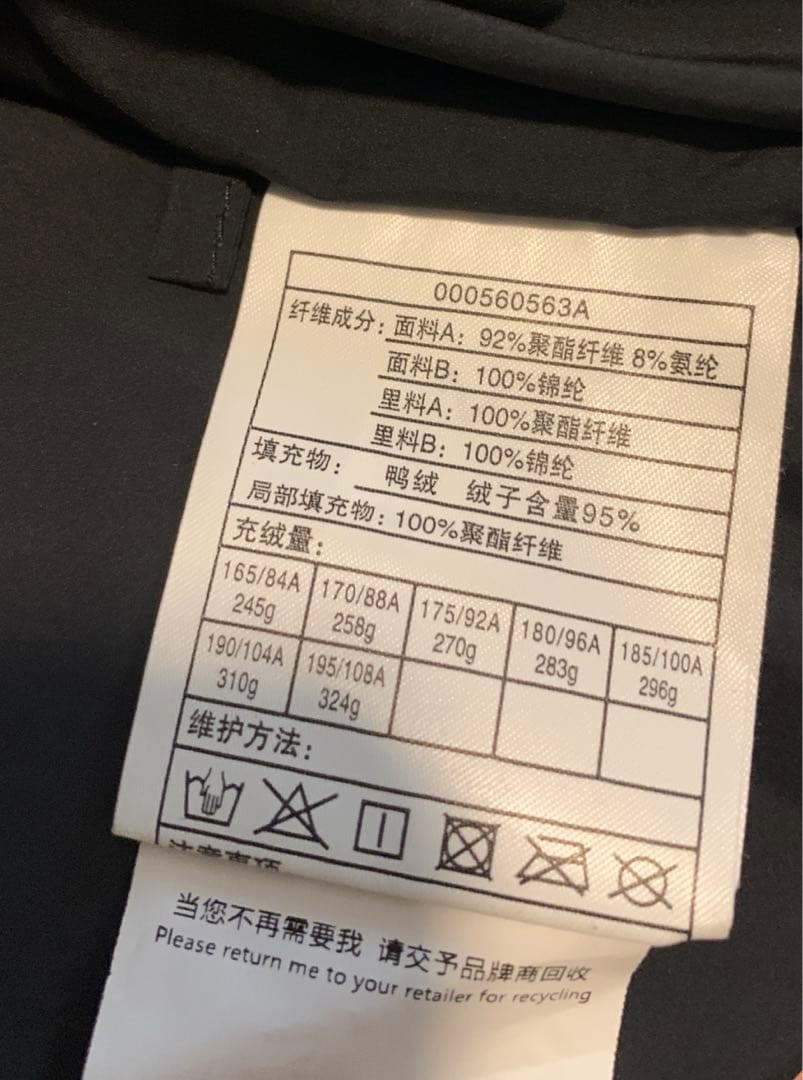 000560563A
纤维成分: 面料A: 92%聚酯纤维 8%氨纶
面料B: 100%锦纶
里料A: 100%聚酯纤维
里料B: 100%锦纶
填充物: 鸭绒 绒子含量95%
局部填充物: 100%聚酯纤维
充绒量:
165/84A 170/88A 175/92A 180/96A 185/100A
245g 258g 270g 283g 296g
190/104A 195/108A
310g 324g
维护方法:
注意事项
当您不再需要我 请交予品牌商回收
Please return me to your retailer for recycling